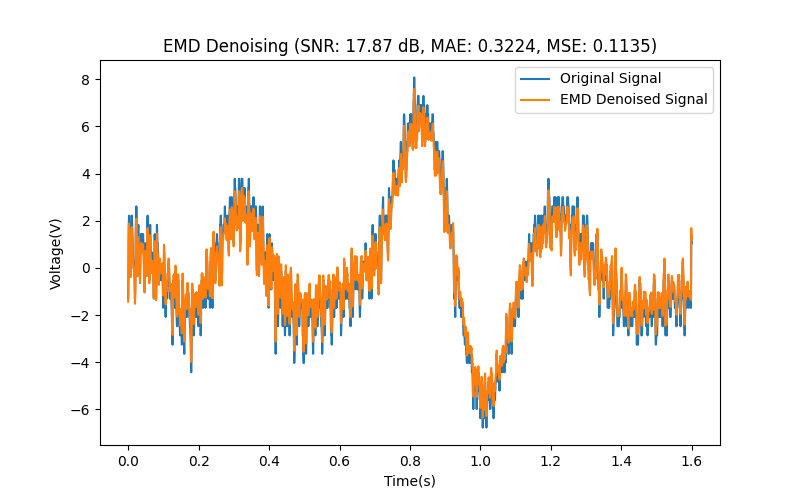 EMD Denoising (SNR: 17.87 dB, MAE: 0.3224, MSE: 0.1135)
Original Signal
EMD Denoised Signal
8
6
4
2
0
−2
−4
−6
Voltage(V)
0.0 0.2 0.4 0.6 0.8 1.0 1.2 1.4 1.6
Time(s)